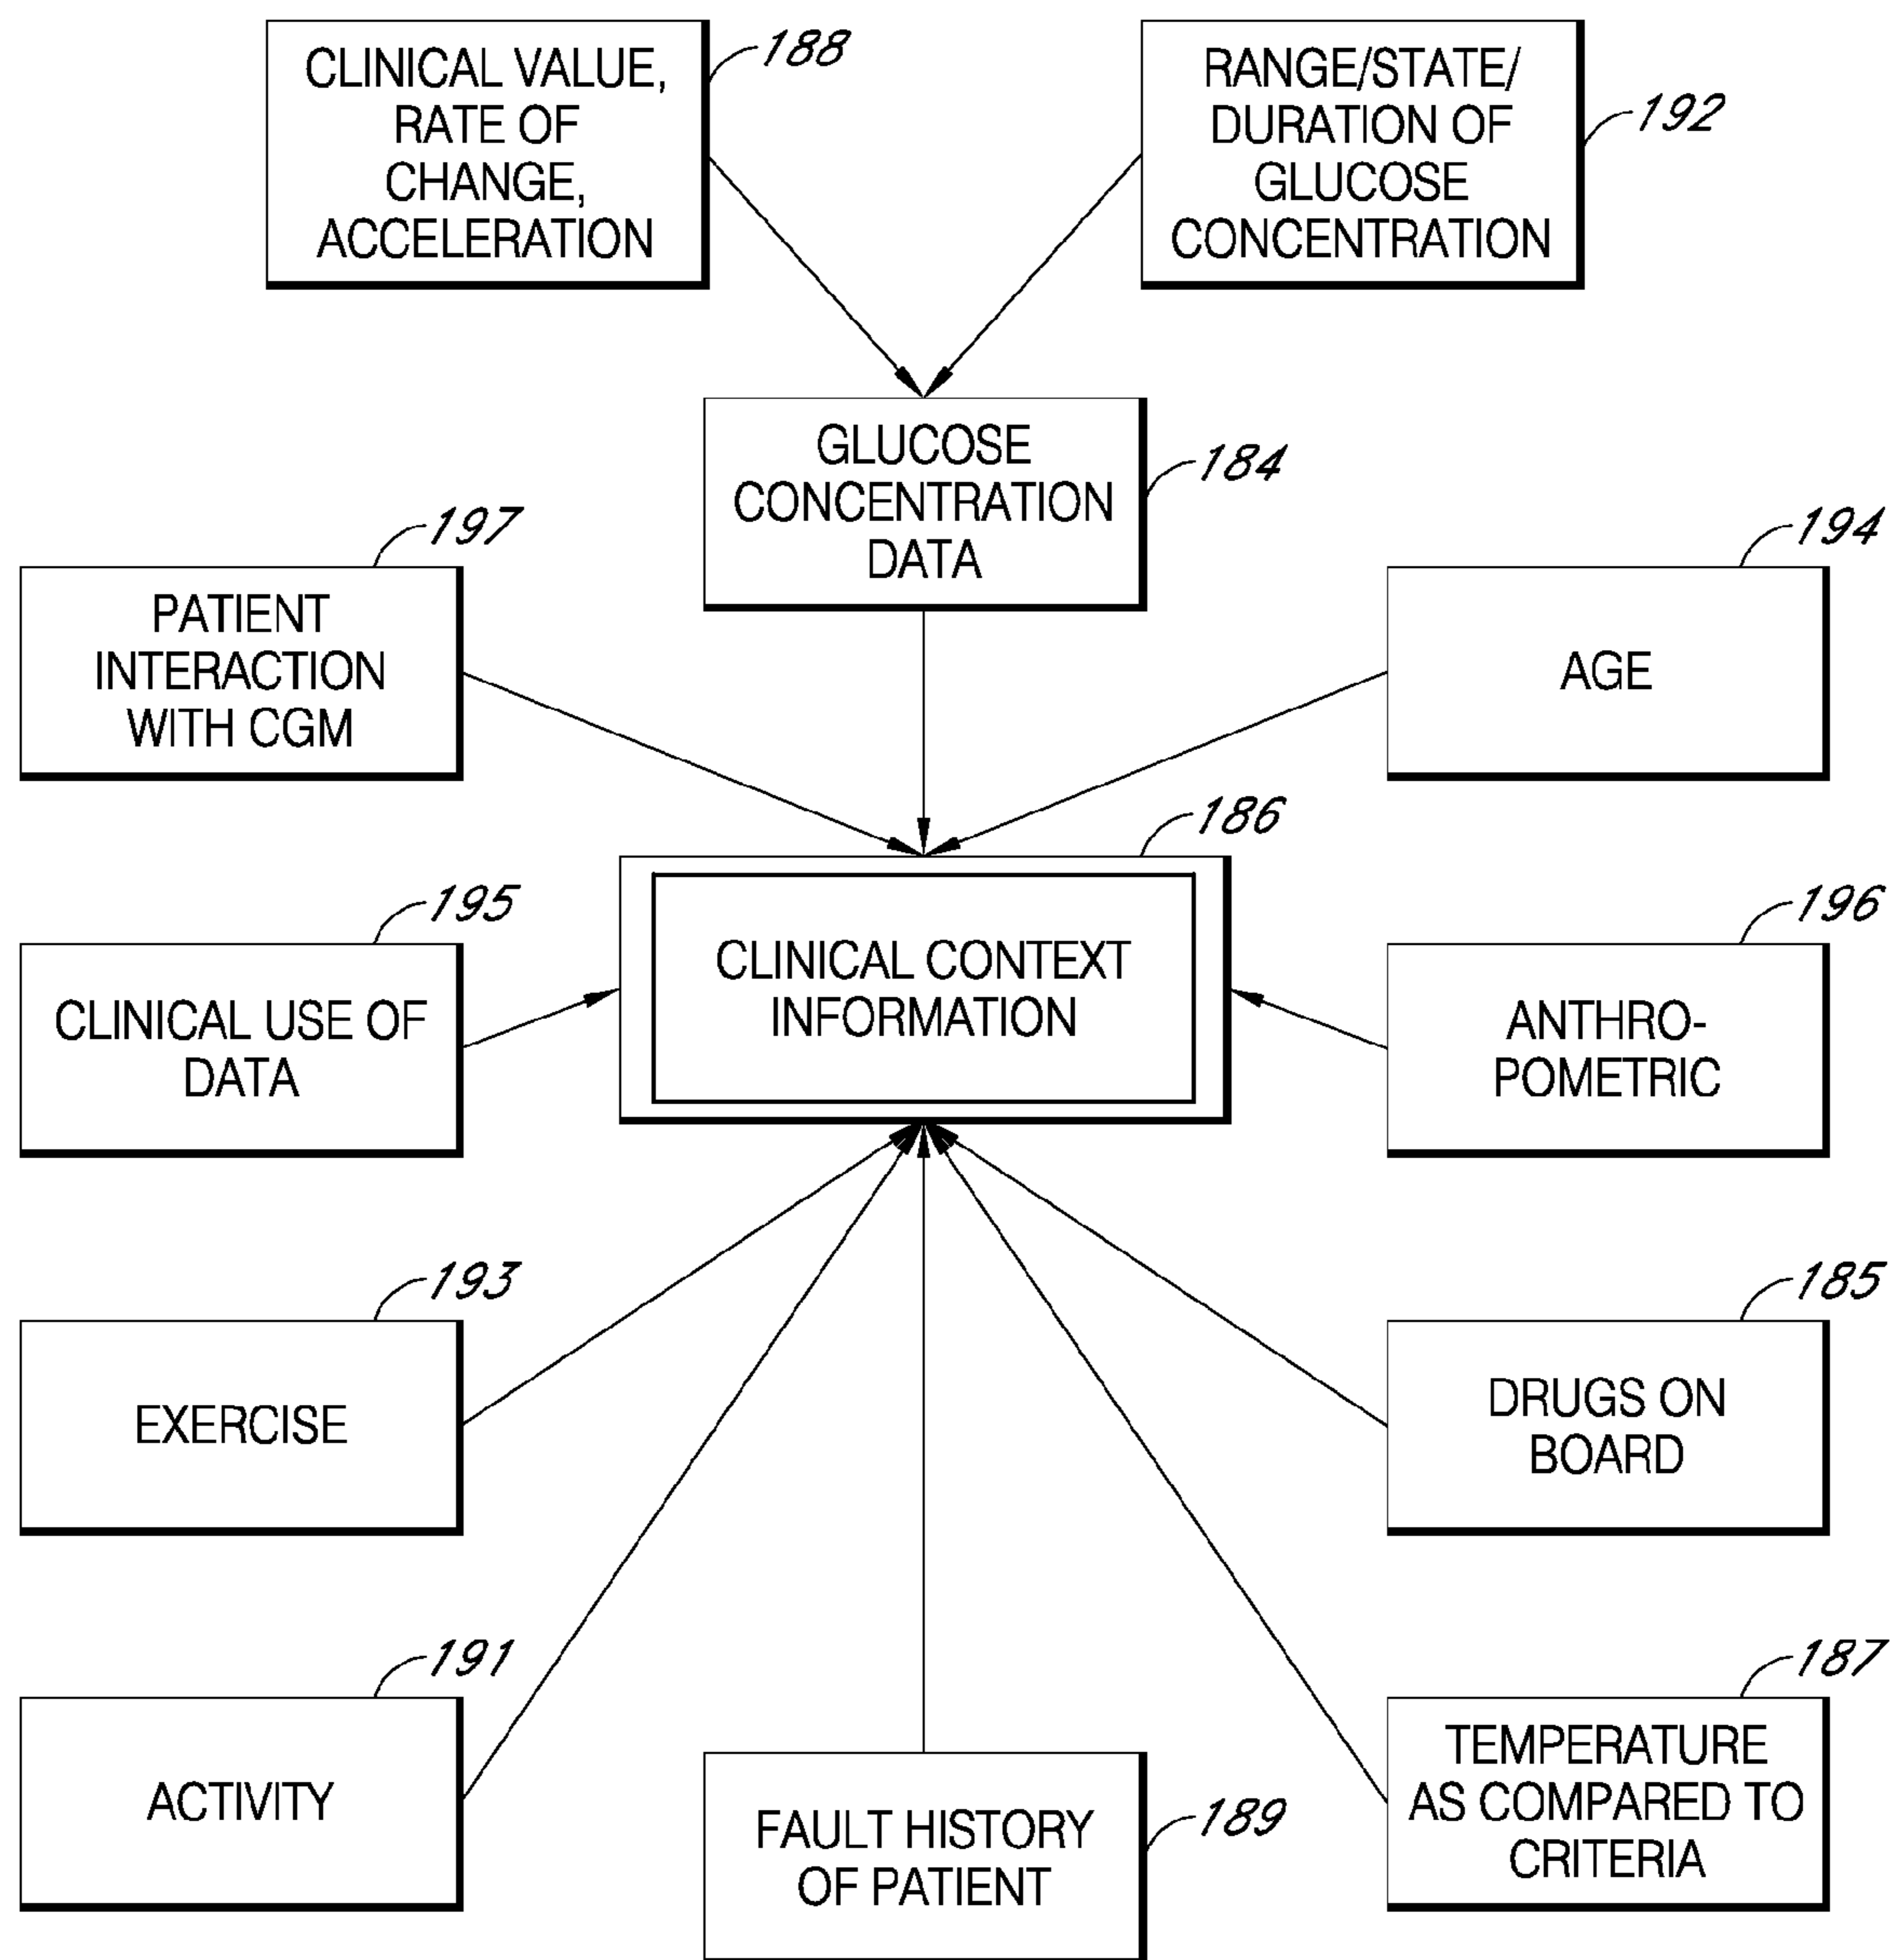 CLINICAL VALUE,
RATE OF
CHANGE,
ACCELERATION
188
RANGE/STATE/
DURATION OF
GLUCOSE
CONCENTRATION
192
GLUCOSE
CONCENTRATION
DATA
184
197
PATIENT
INTERACTION
WITH CGM
194
AGE
186
CLINICAL CONTEXT
INFORMATION
195
CLINICAL USE OF
DATA
196
ANTHRO-
POMETRIC
193
EXERCISE
185
DRUGS ON
BOARD
191
ACTIVITY
FAULT HISTORY
OF PATIENT
189
187
TEMPERATURE
AS COMPARED TO
CRITERIA